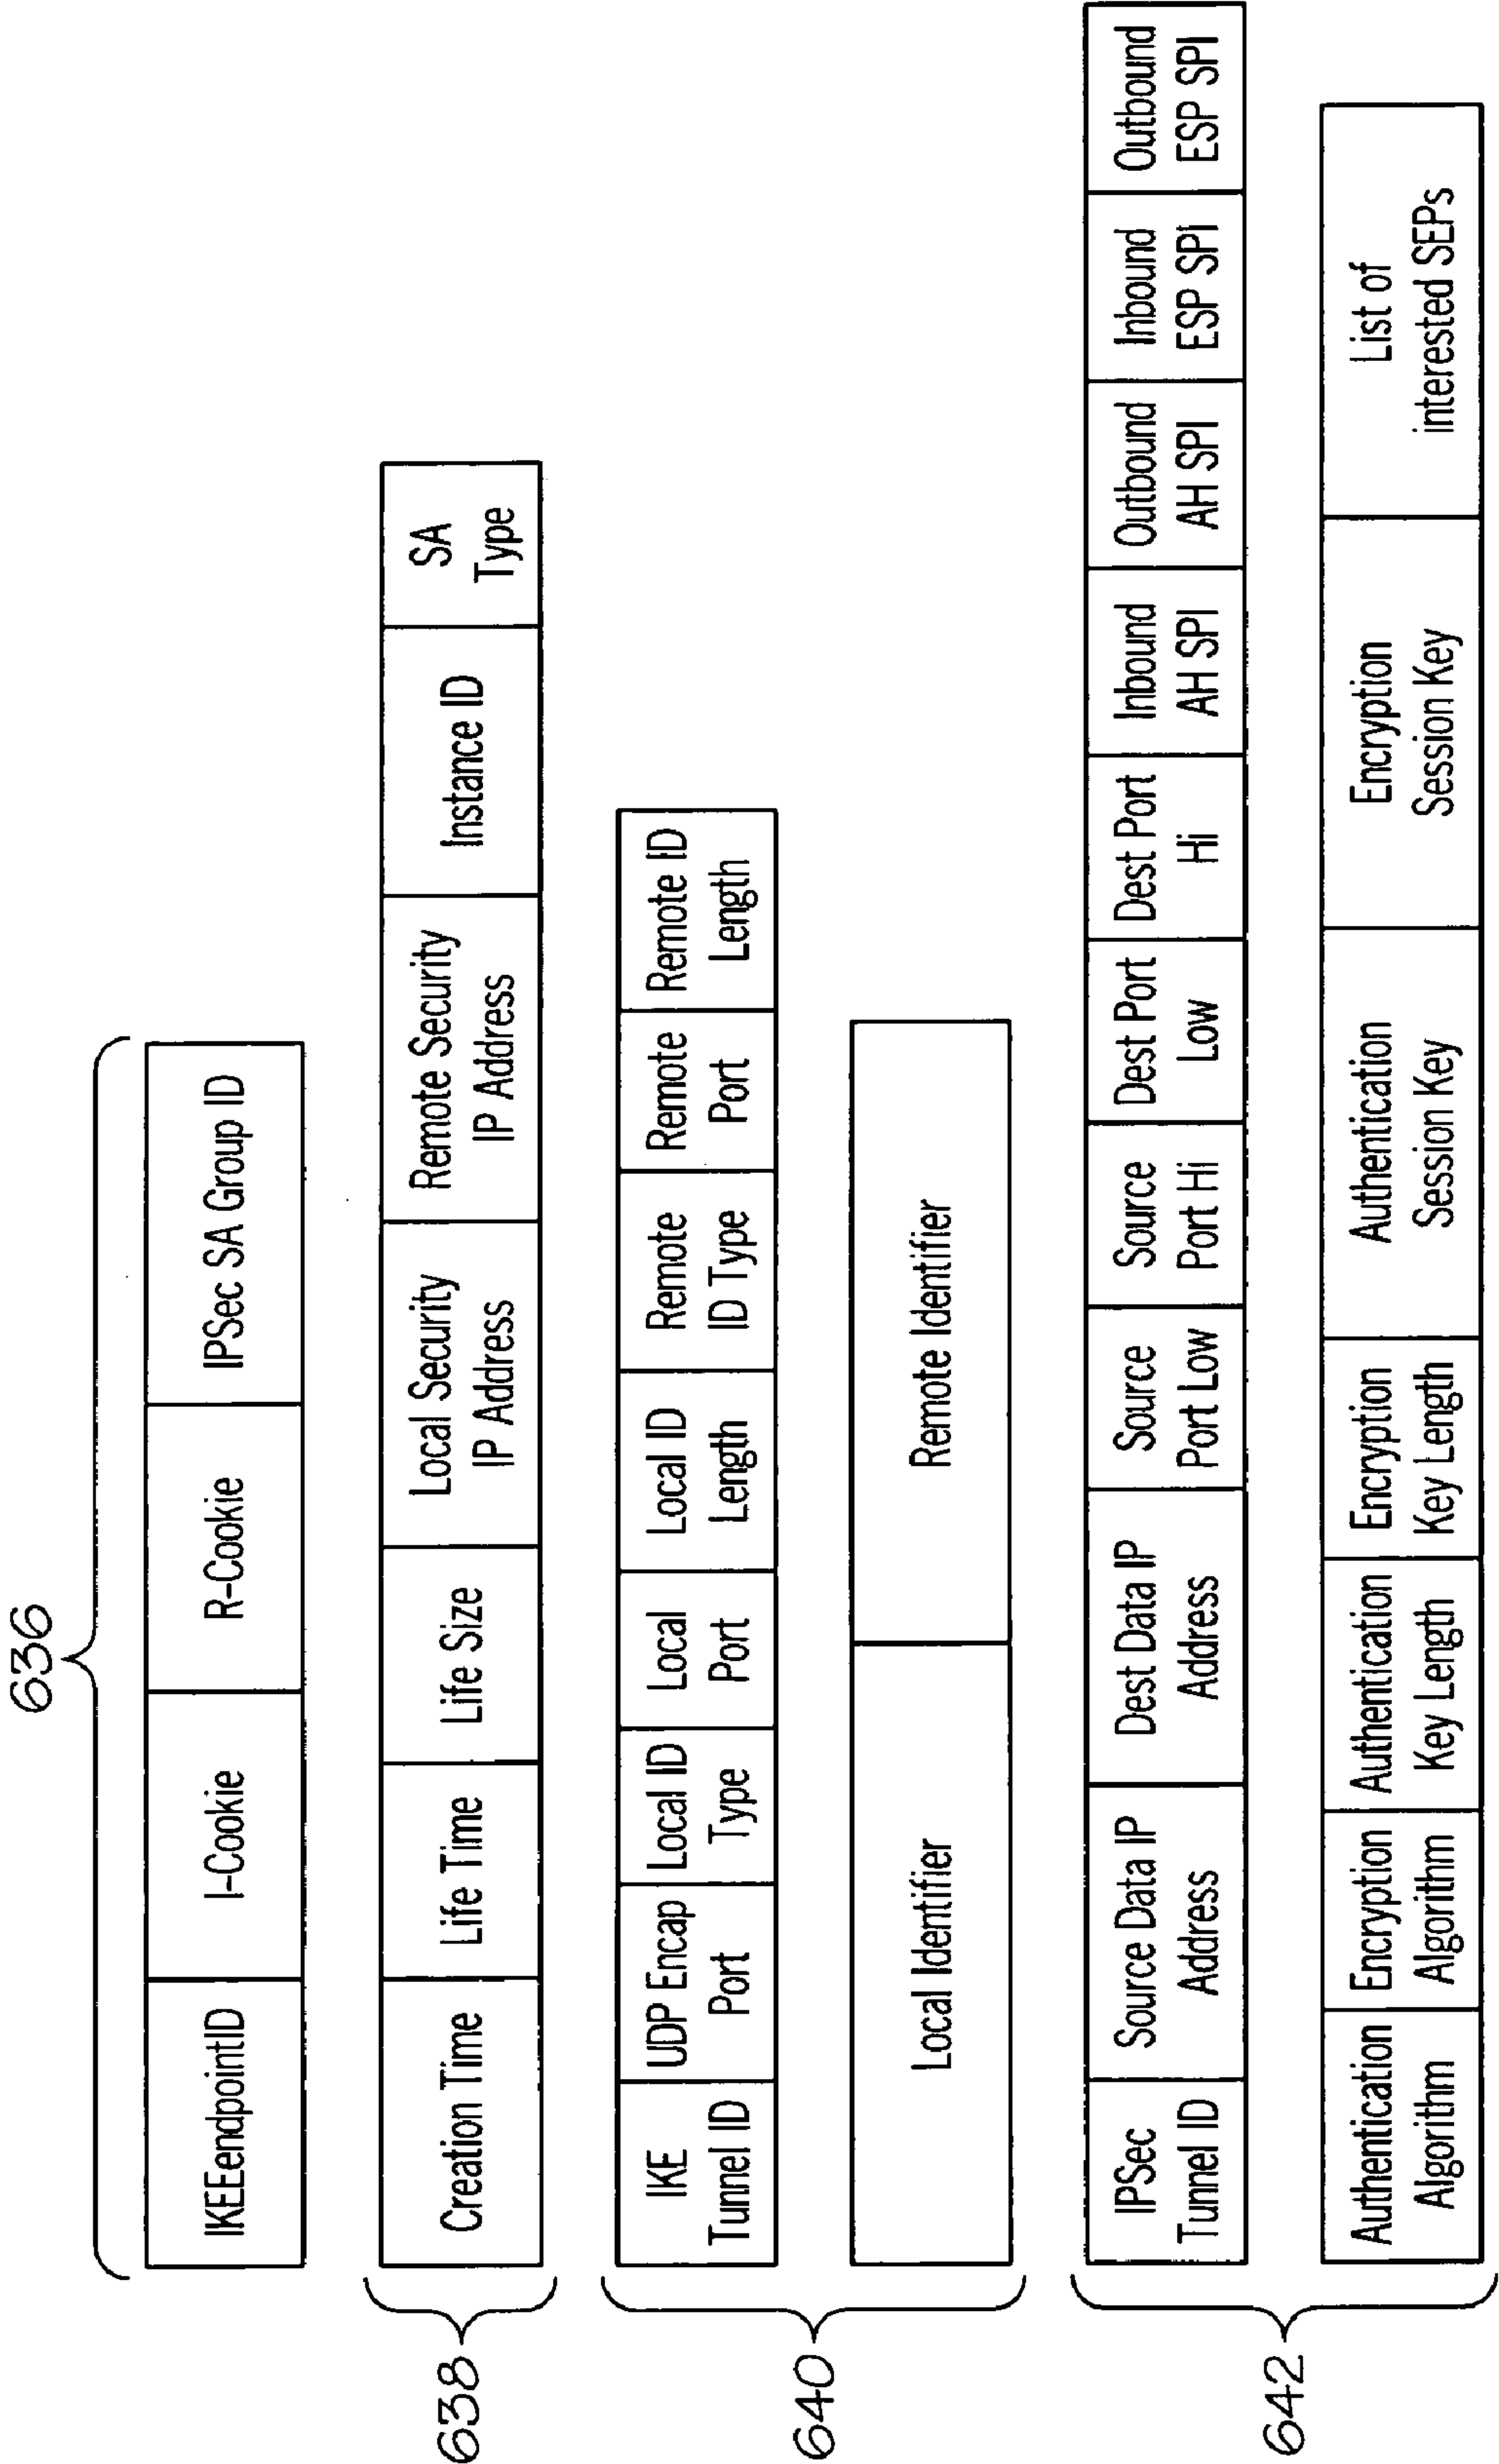 636
IKEEendpointID
I-Cookie
R-Cookie
IPSec SA Group ID
638
Creation Time
Life Time
Life Size
Local Security
IP Address
Remote Security
IP Address
Instance ID
SA
Type
640
IKE
Tunnel ID
UDP Encap
Port
Local ID
Type
Local
Port
Local ID
Length
Remote
ID Type
Remote
Port
Remote ID
Length
Local Identifier
Remote Identifier
642
IPSec
Tunnel ID
Source Data IP
Address
Dest Data IP
Address
Source
Port Low
Source
Port Hi
Dest Port
Low
Dest Port
Hi
Inbound
AH SPI
Outbound
AH SPI
Inbound
ESP SPI
Outbound
ESP SPI
Authentication
Algorithm
Encryption
Algorithm
Authentication
Key Length
Encryption
Key Length
Authentication
Session Key
Encryption
Session Key
List of
interested SEPs